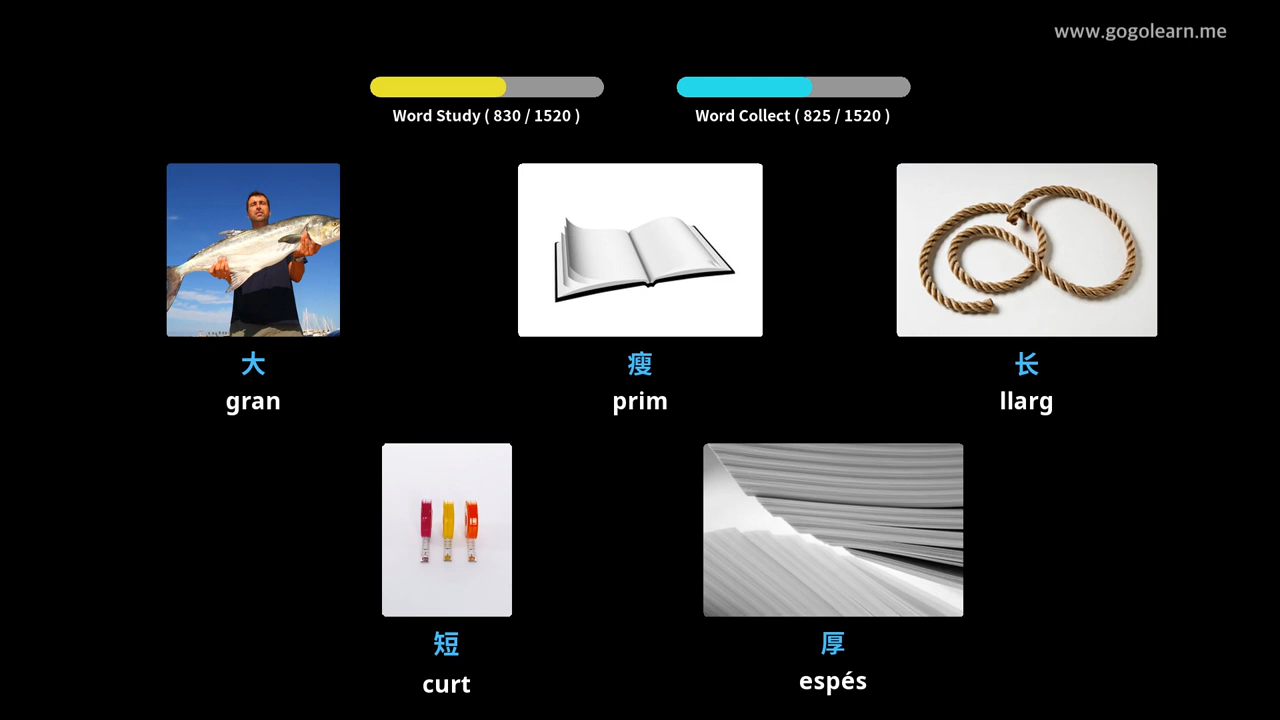 www.gogolearn.me
Word Study ( 830 / 1520 )
Word Collect ( 825 / 1520 )
大
gran
瘦
prim
长
llarg
短
curt
厚
espés